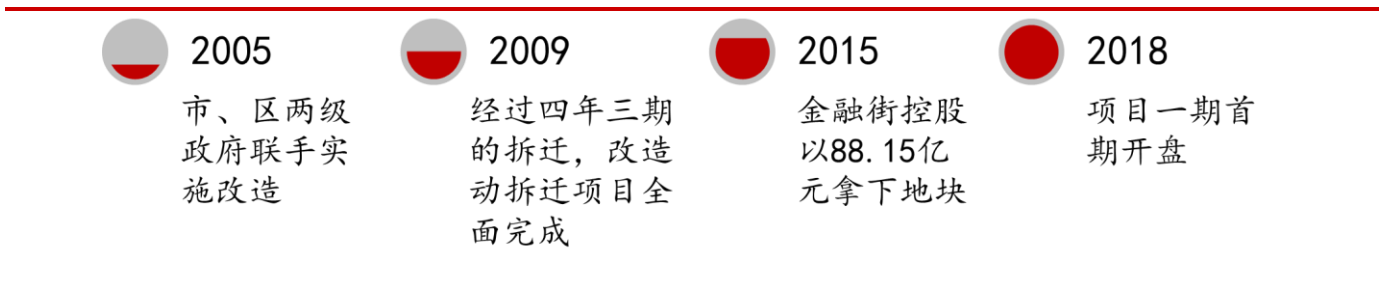 2005
市、区两级
政府联手实
施改造
2009
经过四年三期
的拆迁，改造
动拆迁项目全
面完成
2015
金融街控股
以88.15亿
元拿下地块
2018
项目一期首
期开盘